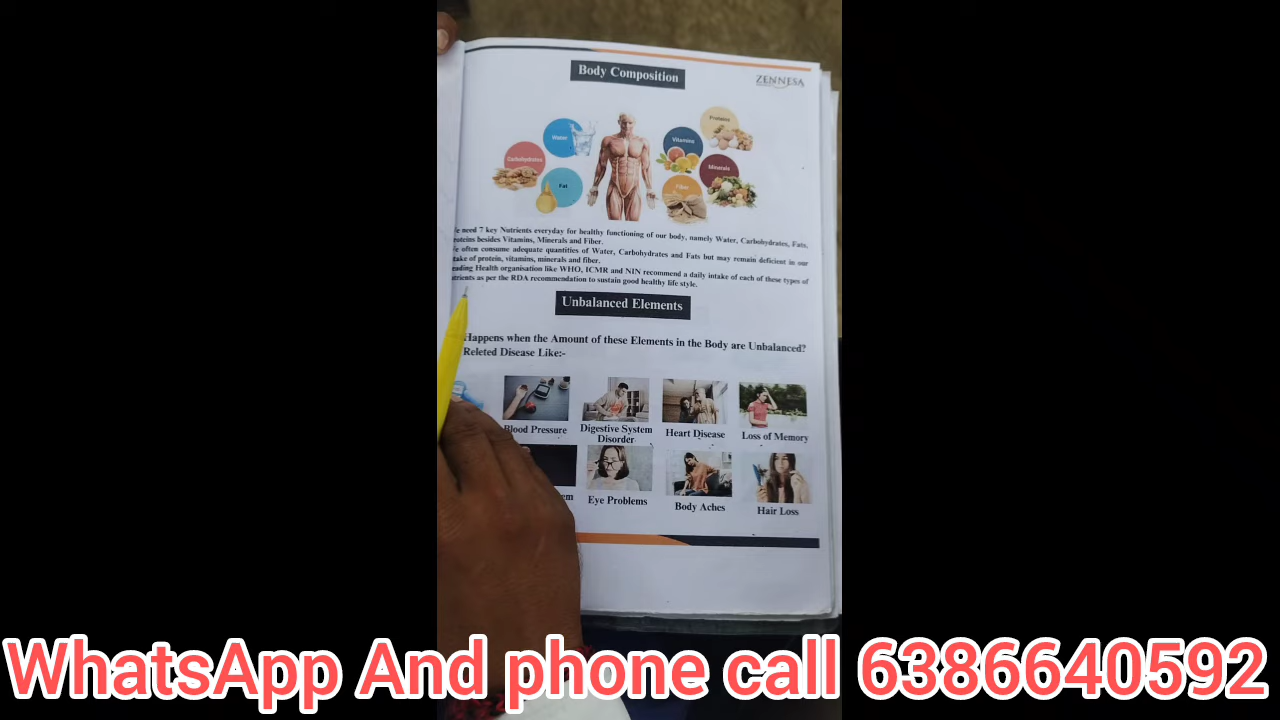 Body Composition
ZENNESA
Proteins
Water
Vitamins
Carbohydrates
Minerals
Fat
Fiber
e need 7 key Nutrients everyday for healthy functioning of our body, namely Water, Carbohydrates, Fats,
oteins besides Vitamins, Minerals and Fiber.
e often consume adequate quantities of Water, Carbohydrates and Fats but may remain deficient in our
take of protein, vitamins, minerals and fiber.
eading Health organisation like WHO, ICMR and NIN recommend a daily intake of each of these types of
utrients as per the RDA recommendation to sustain good healthy life style.
Unbalanced Elements
Happens when the Amount of these Elements in the Body are Unbalanced?
Releted Disease Like:-
Blood Pressure
Digestive System
Disorder
Heart Disease
Loss of Memory
em
Eye Problems
Body Aches
Hair Loss
WhatsApp And phone call 6386640592